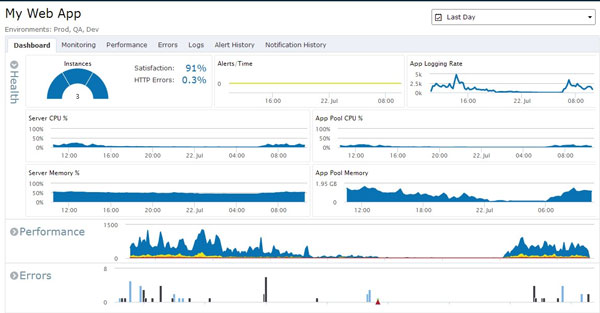 My Web App
Last Day
Environments: Prod, QA, Dev
Dashboard Monitoring Performance Errors Logs Alert History Notification History
Health
Instances
3
Satisfaction: 91%
HTTP Errors: 0.3%
Alerts/Time
0
16:00 22. Jul 08:00
App Logging Rate
5k
2.5k
0k
16:00 22. Jul 08:00
Server CPU %
100%
50%
0%
12:00 16:00 20:00 22. Jul 04:00 08:00
App Pool CPU %
100%
50%
0%
12:00 16:00 20:00 22. Jul 04:00 08:00
Server Memory %
100%
50%
0%
12:00 16:00 20:00 22. Jul 04:00 08:00
App Pool Memory
1.95 GB
0
12:00 18:00 22. Jul 06:00
Performance
1500
0
Errors
8
0